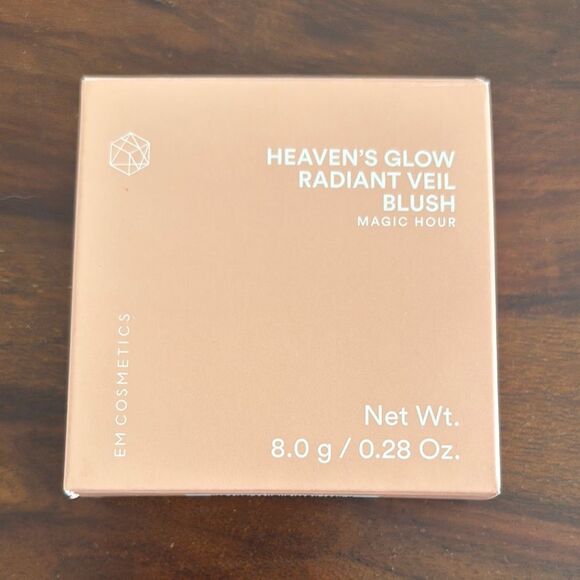 HEAVEN'S GLOW
RADIANT VEIL
BLUSH
MAGIC HOUR
EM COSMETICS
Net Wt.
8.0 g / 0.28 Oz.